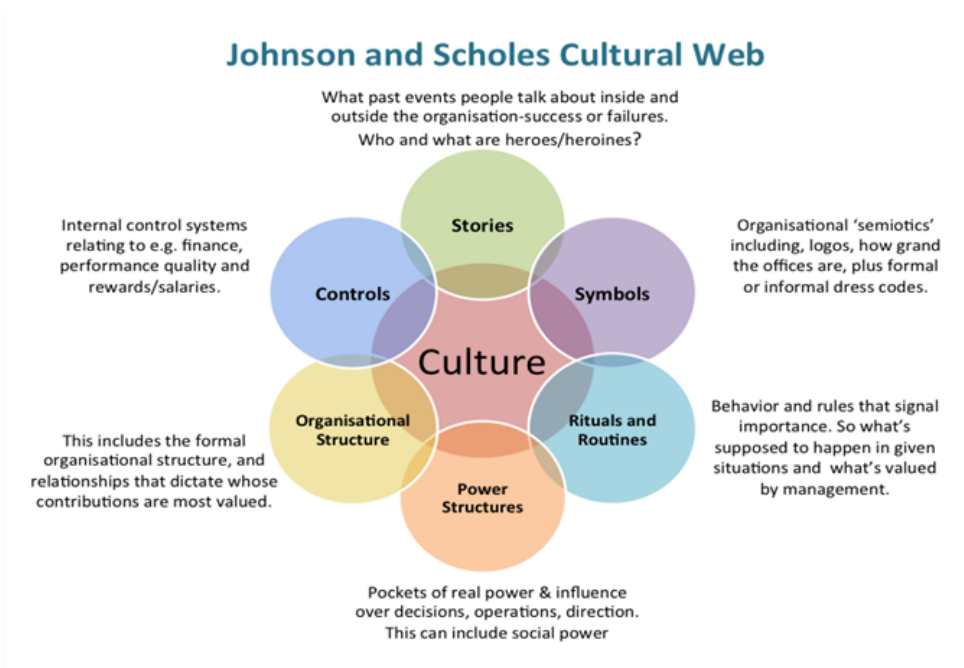 Johnson and Scholes Cultural Web
What past events people talk about inside and
outside the organisation-success or failures.
Who and what are heroes/heroines?
Stories
Internal control systems
relating to e.g. finance,
performance quality and
rewards/salaries.
Controls
Symbols
Organisational ‘semiotics’
including, logos, how grand
the offices are, plus formal
or informal dress codes.
Culture
This includes the formal
organisational structure, and
relationships that dictate whose
contributions are most valued.
Organisational
Structure
Rituals and
Routines
Behavior and rules that signal
importance. So what’s
supposed to happen in given
situations and what’s valued
by management.
Power
Structures
Pockets of real power & influence
over decisions, operations, direction.
This can include social power